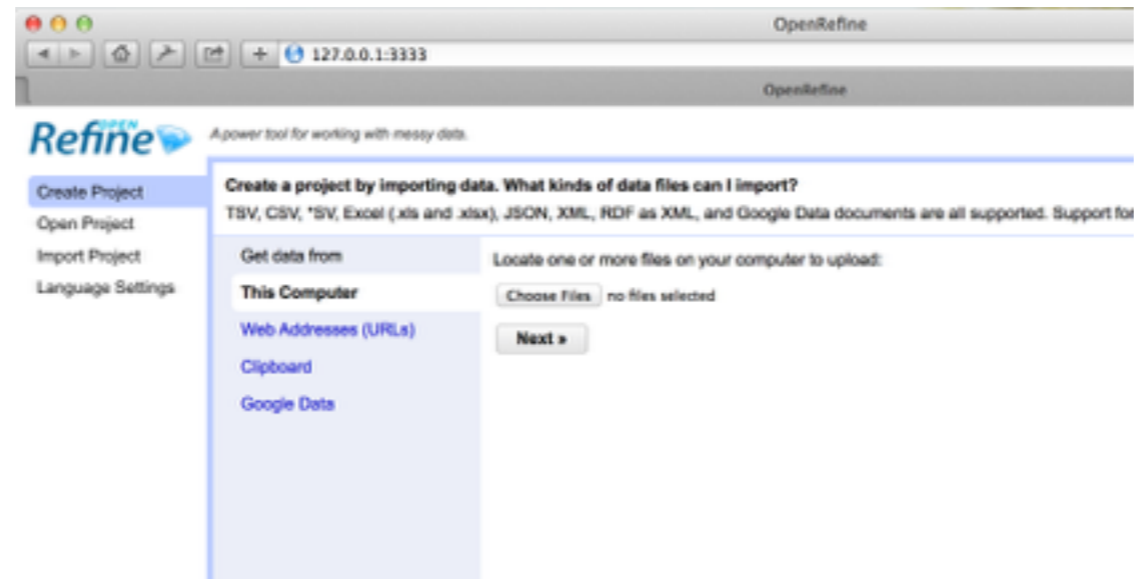 OpenRefine
127.0.0.1:3333
OpenRefine
OPEN
Refine
A power tool for working with messy data.
Create Project
Open Project
Import Project
Language Settings
Create a project by importing data. What kinds of data files can I import?
TSV, CSV, *SV, Excel (.xls and .xlsx), JSON, XML, RDF as XML, and Google Data documents are all supported. Support for
Get data from
This Computer
Web Addresses (URLs)
Clipboard
Google Data
Locate one or more files on your computer to upload:
Choose Files no files selected
Next »